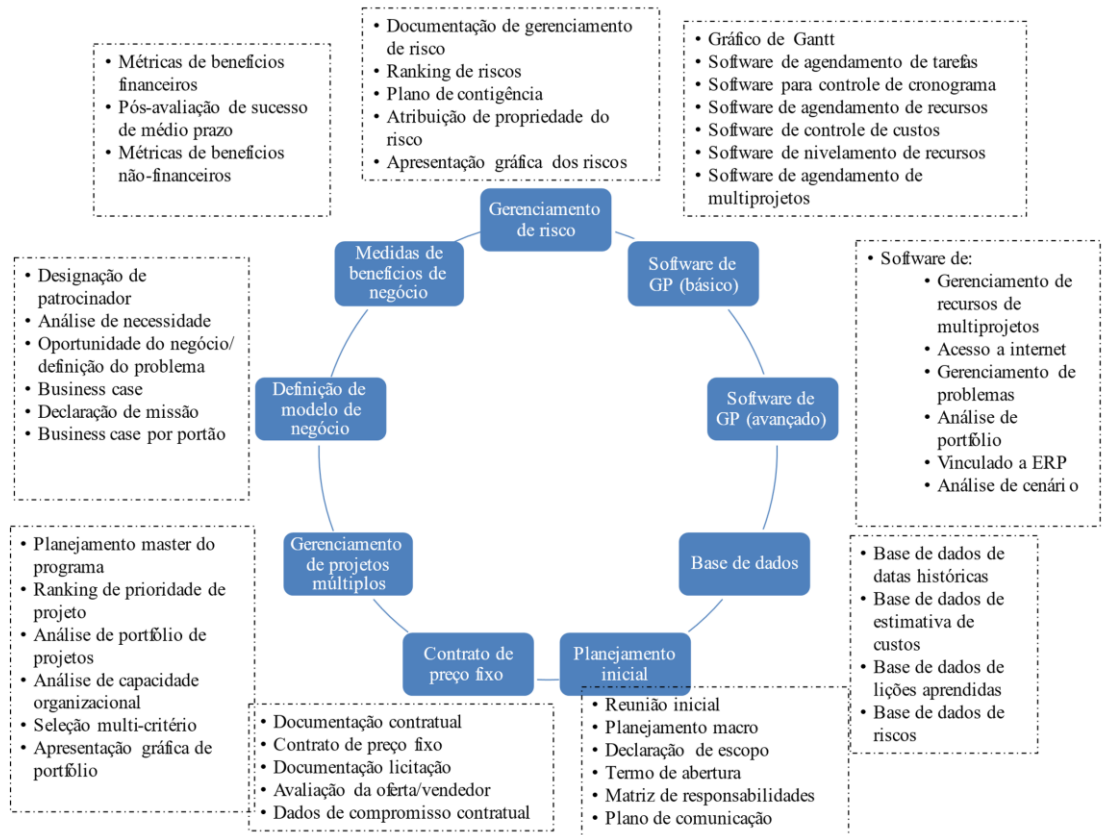 • Métricas de benefícios
financeiros
• Pós-avaliação de sucesso
de médio prazo
• Métricas de benefícios
não-financeiros
• Documentação de gerenciamento
de risco
• Ranking de riscos
• Plano de contigência
• Atribuição de propriedade do
risco
• Apresentação gráfica dos riscos
• Gráfico de Gantt
• Software de agendamento de tarefas
• Software para controle de cronograma
• Software de agendamento de recursos
• Software de controle de custos
• Software de nivelamento de recursos
• Software de agendamento de
multiprojetos
Gerenciamento
de risco
Medidas de
benefícios de
negócio
Software de
GP (básico)
• Designação de
patrocinador
• Análise de necessidade
• Oportunidade do negócio/
definição do problema
• Business case
• Declaração de missão
• Business case por portão
Definição de
modelo de
negócio
Software de
GP (avançado)
• Software de:
• Gerenciamento de
recursos de
multiprojetos
• Acesso a internet
• Gerenciamento de
problemas
• Análise de
portfólio
• Vinculado a ERP
• Análise de cenário
• Planejamento master do
programa
• Ranking de prioridade de
projeto
• Análise de portfólio de
projetos
• Análise de capacidade
organizacional
• Seleção multi-critério
• Apresentação gráfica de
portfólio
Gerenciamento
de projetos
múltiplos
Base de dados
• Base de dados de
datas históricas
• Base de dados de
estimativa de
custos
• Base de dados de
lições aprendidas
• Base de dados de
riscos
Contrato de
preço fixo
Planejamento
inicial
• Documentação contratual
• Contrato de preço fixo
• Documentação licitação
• Avaliação da oferta/vendedor
• Dados de compromisso contratual
• Reunião inicial
• Planejamento macro
• Declaração de escopo
• Termo de abertura
• Matriz de responsabilidades
• Plano de comunicação